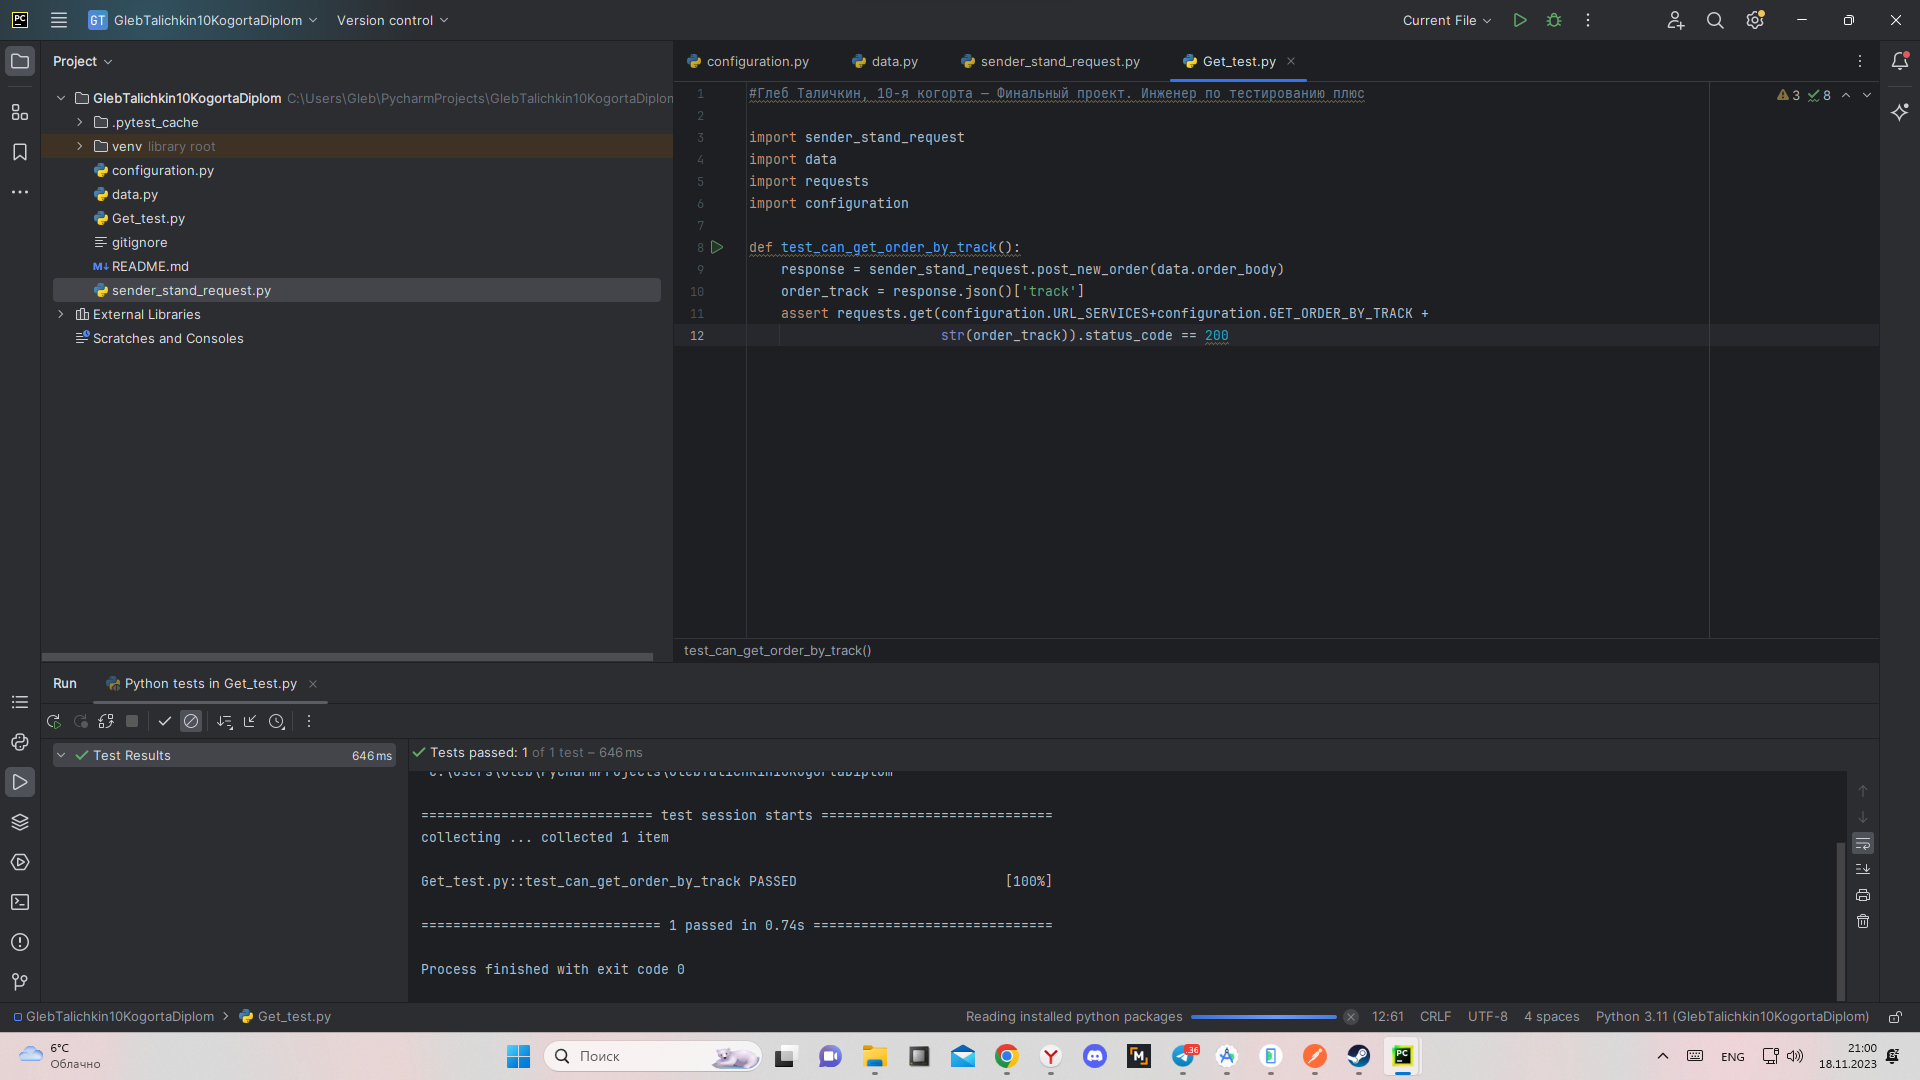 GT GlebTalichkin10KogortaDiplom Version control Current File
Project
GlebTalichkin10KogortaDiplom C:\Users\Gleb\PycharmProjects\GlebTalichkin10KogortaDiplom
.pytest_cache
venv library root
configuration.py
data.py
Get_test.py
gitignore
README.md
sender_stand_request.py
External Libraries
Scratches and Consoles
configuration.py data.py sender_stand_request.py Get_test.py
3 8
1 #Глеб Таличкин, 10-я когорта — Финальный проект. Инженер по тестированию плюс
2
3 import sender_stand_request
4 import data
5 import requests
6 import configuration
7
8 def test_can_get_order_by_track():
9 response = sender_stand_request.post_new_order(data.order_body)
10 order_track = response.json()['track']
11 assert requests.get(configuration.URL_SERVICES+configuration.GET_ORDER_BY_TRACK +
12 str(order_track)).status_code == 200
test_can_get_order_by_track()
Run Python tests in Get_test.py
Test Results 646 ms
Tests passed: 1 of 1 test – 646 ms
C:\Users\Gleb\PycharmProjects\GlebTalichkin10KogortaDiplom
============================= test session starts =============================
collecting ... collected 1 item
Get_test.py::test_can_get_order_by_track PASSED [100%]
============================== 1 passed in 0.74s ==============================
Process finished with exit code 0
GlebTalichkin10KogortaDiplom > Get_test.py
Reading installed python packages 12:61 CRLF UTF-8 4 spaces Python 3.11 (GlebTalichkin10KogortaDiplom)
6°C
Облачно
Поиск
36
ENG
21:00
18.11.2023